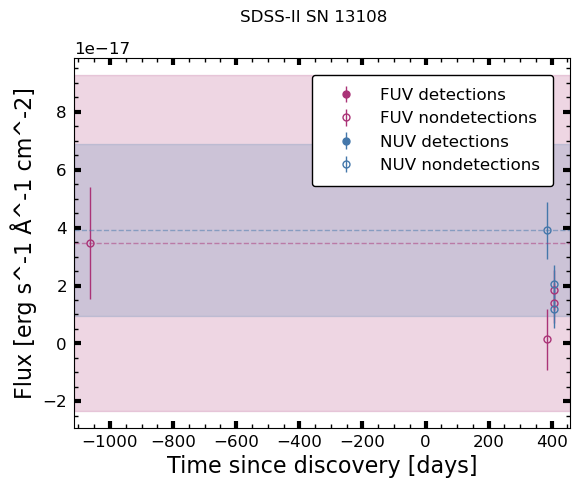 SDSS-II SN 13108
1e−17
FUV detections
FUV nondetections
NUV detections
NUV nondetections
8
6
4
2
0
−2
Flux [erg s^-1 Å^-1 cm^-2]
−1000 −800 −600 −400 −200 0 200 400
Time since discovery [days]